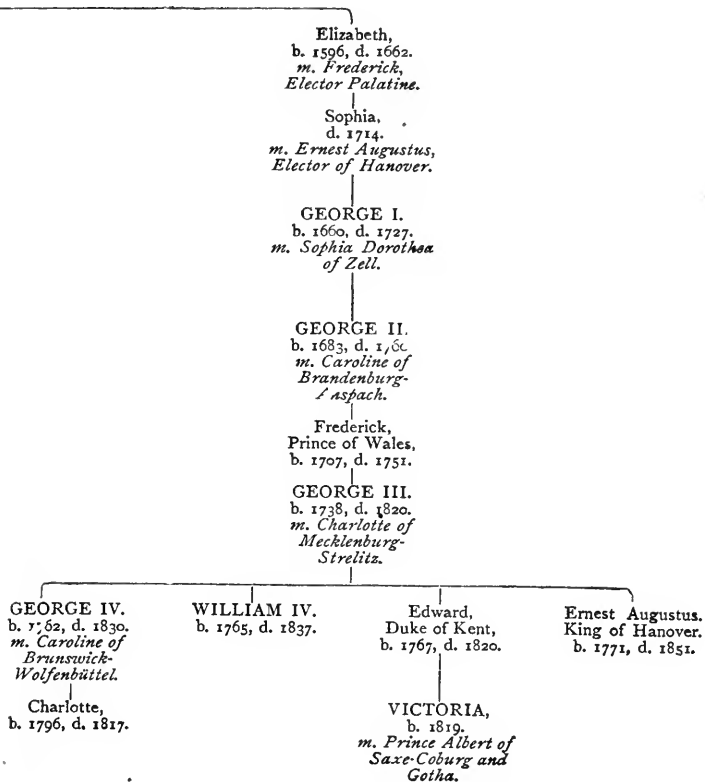 Elizabeth,
b. 1596, d. 1662.
m. Frederick,
Elector Palatine.
Sophia,
d. 1714.
m. Ernest Augustus,
Elector of Hanover.
GEORGE I.
b. 1660, d. 1727.
m. Sophia Dorothea
of Zell.
GEORGE II.
b. 1683, d.
m. Caroline of
Brandenburg-
Anspach.
Frederick,
Prince of Wales,
b. 1707, d. 1751.
GEORGE III.
b. 1738, d. 1820.
m. Charlotte of
Mecklenburg-
Strelitz.
GEORGE IV.
b. 1762, d. 1830.
m. Caroline of
Brunswick-
Wolfenbüttel.
Charlotte,
b. 1796, d. 1817.
WILLIAM IV.
b. 1765, d. 1837.
Edward,
Duke of Kent,
b. 1767, d. 1820.
VICTORIA,
b. 1819.
m. Prince Albert of
Saxe-Coburg and
Gotha.
Ernest Augustus.
King of Hanover.
b. 1771, d. 1851.